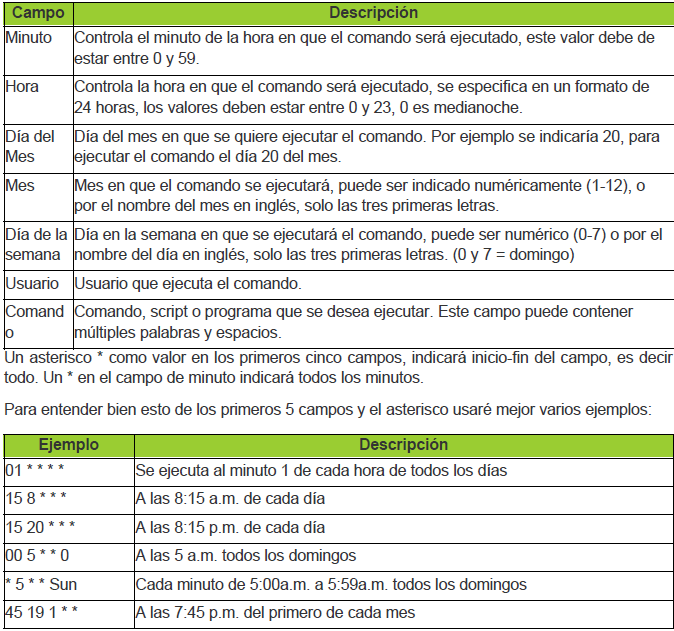 Campo Descripción
Minuto Controla el minuto de la hora en que el comando será ejecutado, este valor debe de
estar entre 0 y 59.
Hora Controla la hora en que el comando será ejecutado, se especifica en un formato de
24 horas, los valores deben estar entre 0 y 23, 0 es medianoche.
Día del Día del mes en que se quiere ejecutar el comando. Por ejemplo se indicaría 20, para
Mes ejecutar el comando el día 20 del mes.
Mes Mes en que el comando se ejecutará, puede ser indicado numéricamente (1-12), o
por el nombre del mes en inglés, solo las tres primeras letras.
Día de la Día en la semana en que se ejecutará el comando, puede ser numérico (0-7) o por el
semana nombre del día en inglés, solo las tres primeras letras. (0 y 7 = domingo)
Usuario Usuario que ejecuta el comando.
Comand Comando, script o programa que se desea ejecutar. Este campo puede contener
o múltiples palabras y espacios.
Un asterisco * como valor en los primeros cinco campos, indicará inicio-fin del campo, es decir
todo. Un * en el campo de minuto indicará todos los minutos.
Para entender bien esto de los primeros 5 campos y el asterisco usaré mejor varios ejemplos:
Ejemplo Descripción
01 * * * * Se ejecuta al minuto 1 de cada hora de todos los días
15 8 * * * A las 8:15 a.m. de cada día
15 20 * * * A las 8:15 p.m. de cada día
00 5 * * 0 A las 5 a.m. todos los domingos
* 5 * * Sun Cada minuto de 5:00a.m. a 5:59a.m. todos los domingos
45 19 1 * * A las 7:45 p.m. del primero de cada mes